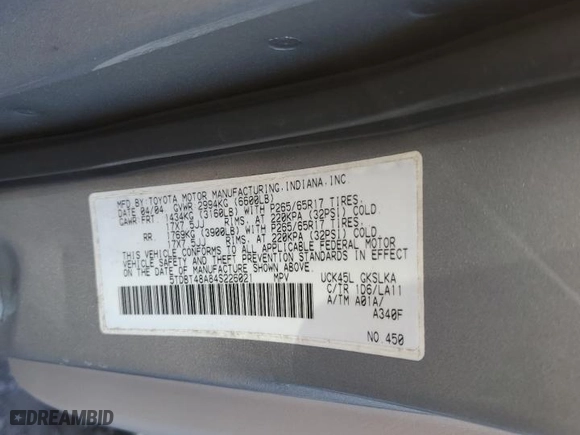 MFD.BY:TOYOTA MOTOR MANUFACTURING,INDIANA,INC
DATE 04/04 GVWR 2994KG (6600LB)
GAWR FRT 1434KG (3160LB) WITH P265/65R17 TIRES.
17X7.5JJ RIMS. AT 220KPA (32PSI) COLD
RR. 1769KG (3900LB) WITH P265/65R17 TIRES.
17X7.5JJ RIMS. AT 220KPA (32PSI) COLD
THIS VEHICLE CONFORMS TO ALL APPLICABLE FEDERAL MOTOR
VEHICLE SAFETY AND THEFT PREVENTION STANDARDS IN
EFFECT ON THE DATE OF MANUFACTURE SHOWN ABOVE.
5TDBT48A84S22602 MPV
UCK45L GKSLKA
C/TR 1D6/LA11
A/TM A01A/
A340F
NO 450
DREAMBID